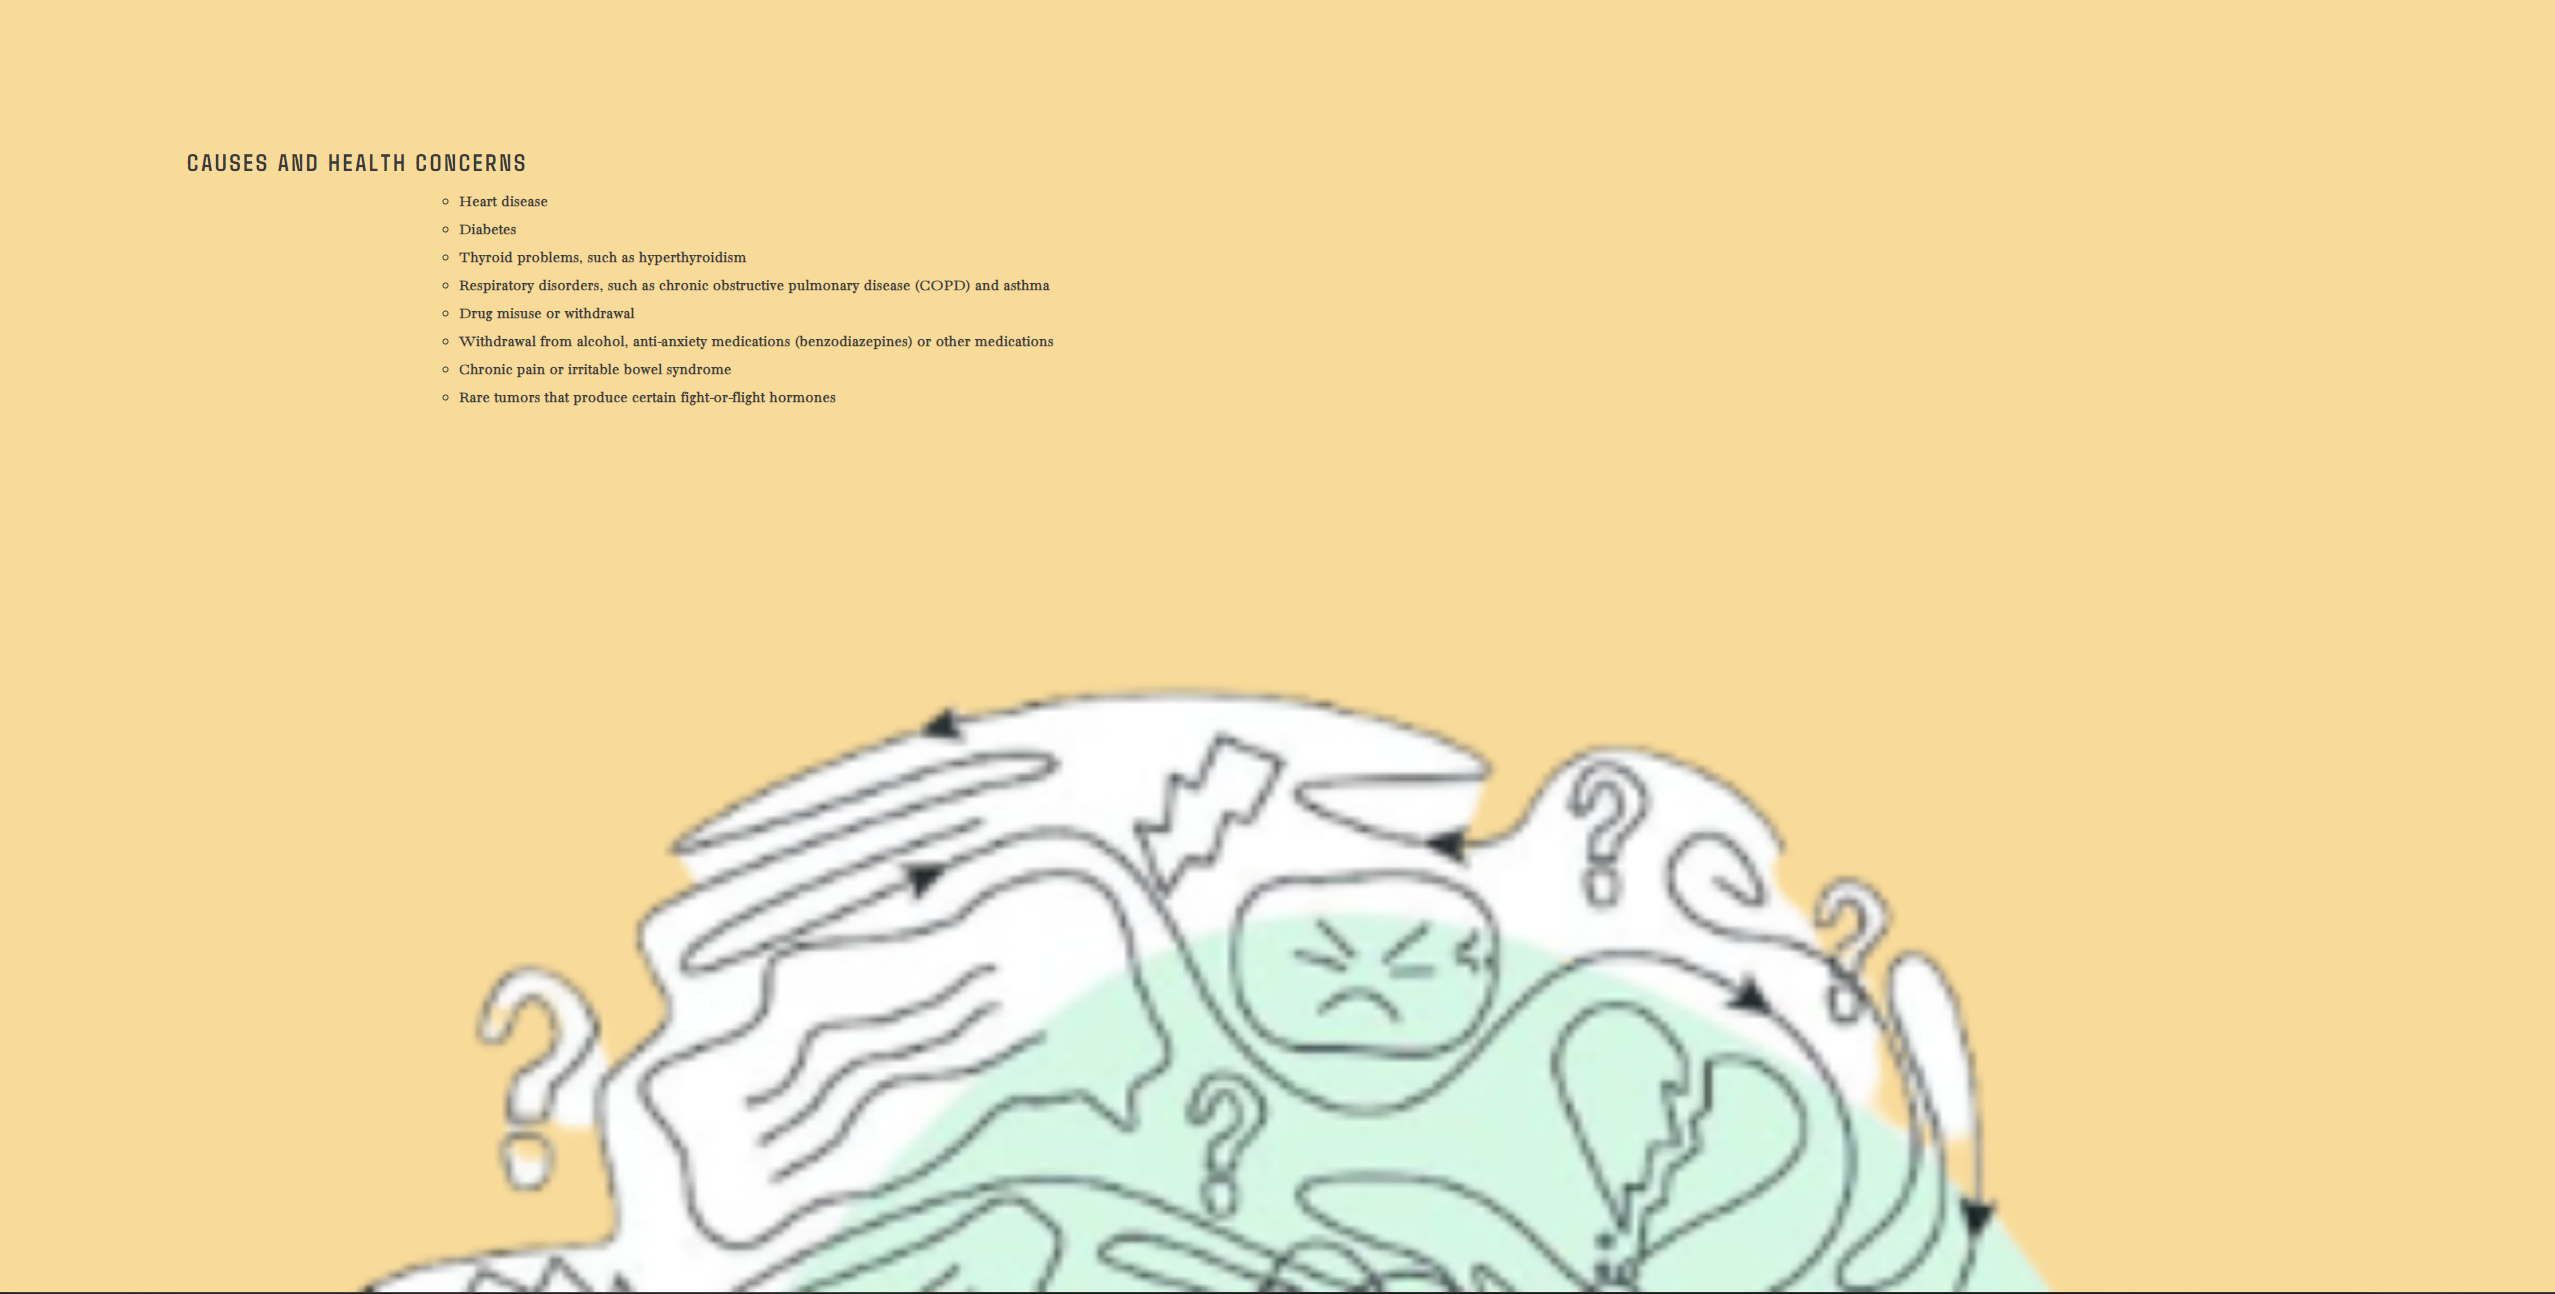 CAUSES AND HEALTH CONCERNS
Heart disease
Diabetes
Thyroid problems, such as hyperthyroidism
Respiratory disorders, such as chronic obstructive pulmonary disease (COPD) and asthma
Drug misuse or withdrawal
Withdrawal from alcohol, anti-anxiety medications (benzodiazepines) or other medications
Chronic pain or irritable bowel syndrome
Rare tumors that produce certain fight-or-flight hormones
?
?
?
?